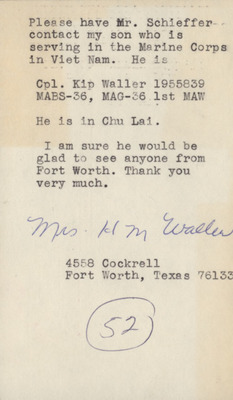 Please have Mr. Schieffer
contact my son who is
serving in the Marine Corps
in Viet Nam. He is
Cpl. Kip Waller 1955839
MABS-36, MAG-36 1st MAW
He is in Chu Lai.
I am sure he would be
glad to see anyone from
Fort Worth. Thank you
very much.
Mrs. H M Waller
4558 Cockrell
Fort Worth, Texas 76133
52